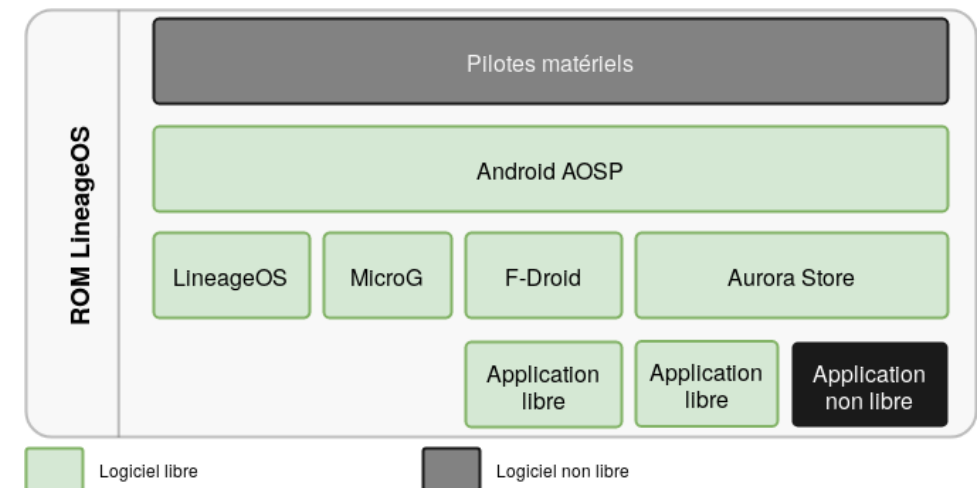 ROM LineageOS
Pilotes matériels
Android AOSP
LineageOS
MicroG
F-Droid
Aurora Store
Application
libre
Application
libre
Application
non libre
Logiciel libre
Logiciel non libre